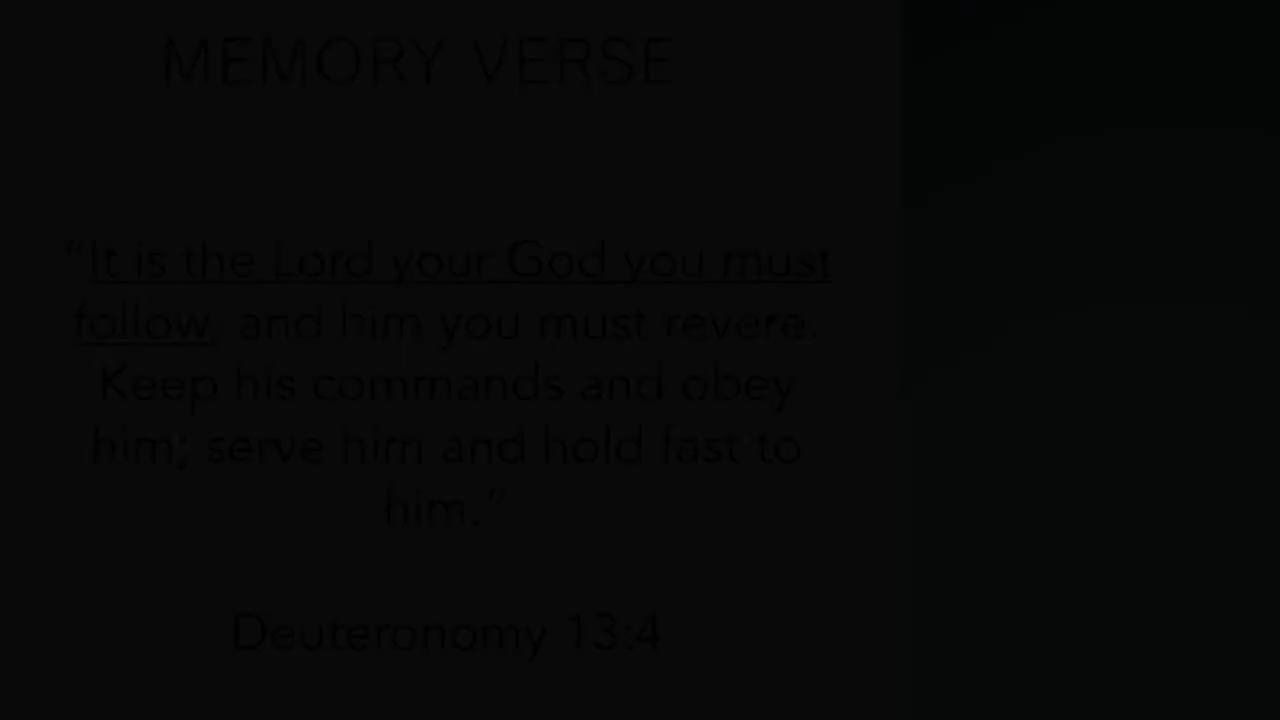 MEMORY VERSE
“It is the Lord your God you must
follow, and him you must revere.
Keep his commands and obey
him; serve him and hold fast to
him.”
Deuteronomy 13:4